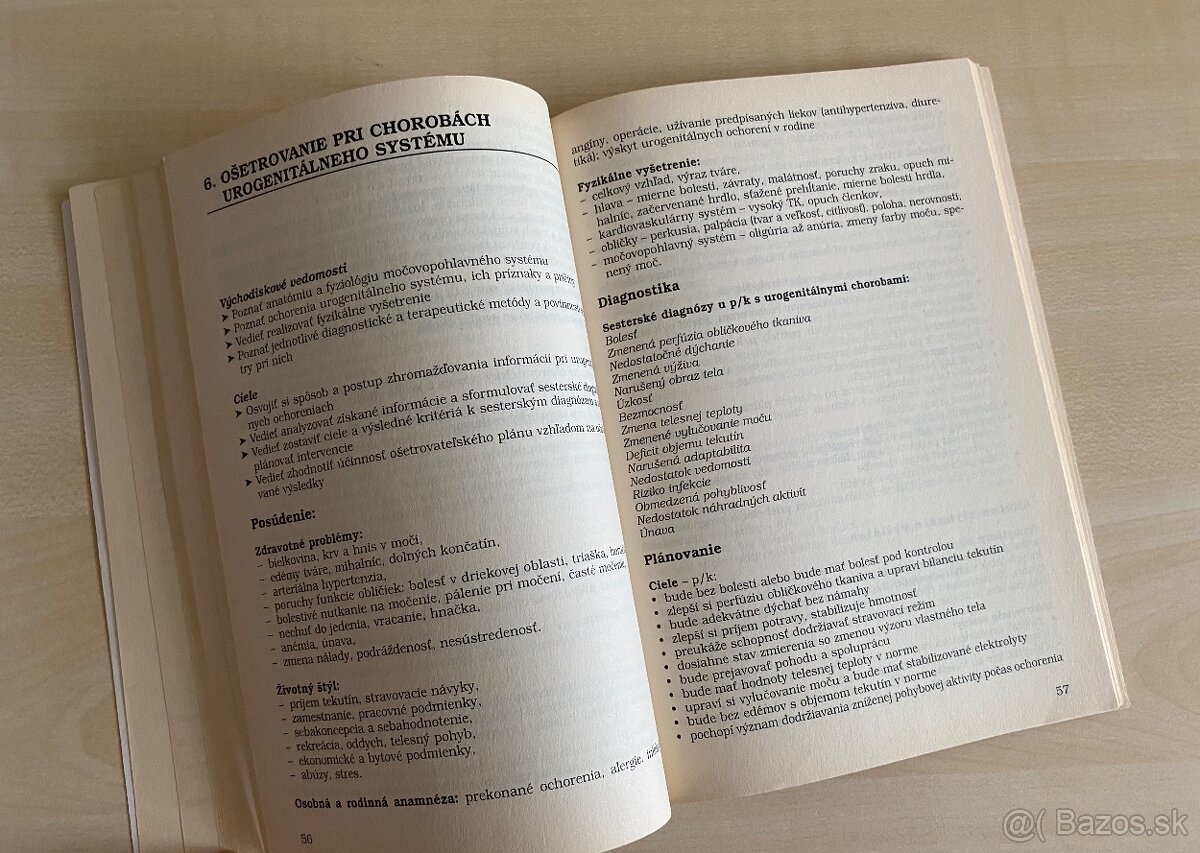 6. OŠETROVANIE PRI CHOROBÁCH
UROGENITÁLNEHO SYSTÉMU
Východiskové vedomosti
➤ Poznať anatómiu a fyziológiu močovopohlavného systému
➤ Poznať ochorenia urogenitálneho systému, ich príznaky a
➤ Vedieť realizovať fyzikálne vyšetrenie
➤ Poznať jednotlivé diagnostické a terapeutické metódy a
try pri nich
Ciele
➤ Osvojiť si spôsob a postup zhromažďovania informácií pri
ných ochoreniach
➤ Vedieť analyzovať získané informácie a sformulovať sesterské
➤ Vedieť zostaviť ciele a výsledné kritériá k sesterským diagnózam a
plánovať intervencie
➤ Vedieť zhodnotiť účinnosť ošetrovateľského plánu vzhľadom na
vané výsledky
Posúdenie:
Zdravotné problémy:
– bielkovina, krv a hnis v moči,
– edémy tváre, mihalníc, dolných končatín,
– arteriálna hypertenzia,
– poruchy funkcie obličiek: bolesť v driekovej oblasti, triaška,
– bolestivé nutkanie na močenie, pálenie pri močení, časté močenie,
– nechuť do jedenia, vracanie, hnačka,
– anémia, únava,
– zmena nálady, podráždenosť, nesústredenosť.
Životný štýl:
– príjem tekutín, stravovacie návyky,
– zamestnanie, pracovné podmienky,
– sebakoncepcia a sebahodnotenie,
– rekreácia, oddych, telesný pohyb,
– ekonomické a bytové podmienky,
– abúzy, stres.
Osobná a rodinná anamnéza: prekonané ochorenia, alergie,
56
angíny, operácie, užívanie predpísaných liekov (antihypertenzíva, diure-
tiká); výskyt urogenitálnych ochorení v rodine
Fyzikálne vyšetrenie:
– celkový vzhľad, výraz tváre,
– hlava – mierne bolesti, závraty, malátnosť, poruchy zraku, opuch mi-
halníc, začervenané hrdlo, sťažené prehĺtanie, mierne bolesti hrdla,
– kardiovaskulárny systém – vysoký TK, opuch členkov,
– obličky – perkusia, palpácia (tvar a veľkosť, citlivosť), poloha, nerovnosti,
– močovopohlavný systém – oligúria až anúria, zmeny farby moču, spe-
nený moč.
Diagnostika
Sesterské diagnózy u p/k s urogenitálnymi chorobami:
Bolesť
Zmenená perfúzia obličkového tkaniva
Nedostatočné dýchanie
Zmenená výživa
Narušený obraz tela
Úzkosť
Bezmocnosť
Zmena telesnej teploty
Zmenené vylučovanie moču
Deficit objemu tekutín
Narušená adaptabilita
Nedostatok vedomostí
Riziko infekcie
Obmedzená pohyblivosť
Nedostatok náhradných aktivít
Únava
Plánovanie
Ciele – p/k:
• bude bez bolesti alebo bude mať bolesť pod kontrolou
• zlepší si perfúziu obličkového tkaniva a upraví bilanciu tekutín
• bude adekvátne dýchať bez námahy
• zlepší si príjem potravy, stabilizuje hmotnosť
• preukáže schopnosť dodržiavať stravovací režim
• dosiahne stav zmierenia so zmenou výzoru vlastného tela
• bude prejavovať pohodu a spoluprácu
• bude mať hodnoty telesnej teploty v norme
• upraví si vylučovanie moču a bude mať stabilizované elektrolyty
• bude bez edémov s objemom tekutín v norme
• pochopí význam dodržiavania zníženej pohybovej aktivity počas ochorenia
57
@( Bazos.sk